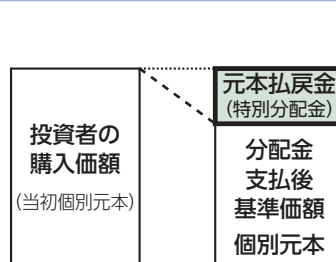 投資者の
購入価額
(当初個別元本)
元本払戻金
(特別分配金)
分配金
支払後
基準価額
個別元本